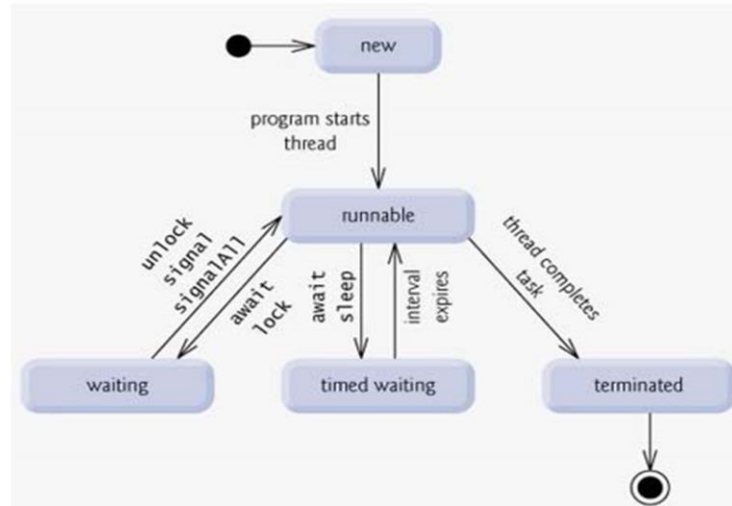 new
program starts
thread
runnable
unlock
signal
signalAll
await
lock
await
sleep
interval
expires
thread completes
task
waiting
timed waiting
terminated